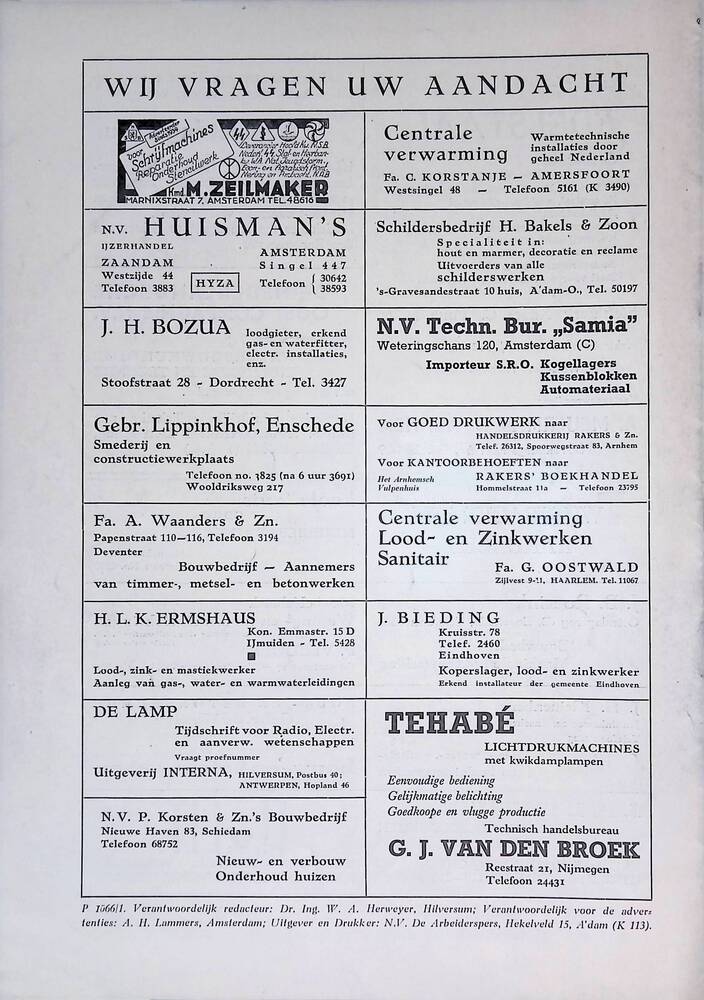 WIJ VRAGEN UW AANDACHT
voor
Schrijfmachines
Reparatie
Onderhoud
Stencilwerk
Kmd M. ZEILMAKER
MARNIXSTRAAT 7, AMSTERDAM TEL. 48616
Centrale
verwarming
Warmtetechnische
installaties door
geheel Nederland
Fa. C. KORSTANJE — AMERSFOORT
Westsingel 48 — Telefoon 5161 (K 3490)
N.V. HUISMAN'S
IJZERHANDEL
ZAANDAM
Westzijde 44
Telefoon 3883
HYZA
AMSTERDAM
Singel 447
Telefoon { 30642
38593
Schildersbedrijf H. Bakels & Zoon
Specialiteit in:
hout en marmer, decoratie en reclame
Uitvoerders van alle
schilderswerken
's-Gravesandestraat 10 huis, A'dam-O., Tel. 50197
J. H. BOZUA
loodgieter, erkend
gas- en waterfitter,
electr. installaties,
enz.
Stoofstraat 28 - Dordrecht - Tel. 3427
N.V. Techn. Bur. „Samia”
Weteringschans 120, Amsterdam (C)
Importeur S.R.O. Kogellagers
Kussenblokken
Automateriaal
Gebr. Lippinkhof, Enschede
Smederij en
constructiewerkplaats
Telefoon no. 3825 (na 6 uur 3691)
Wooldriksweg 217
Voor GOED DRUKWERK naar
HANDELSDRUKKERIJ RAKERS & Zn.
Telef. 26312, Spoorwegstraat 83, Arnhem
Voor KANTOORBEHOEFTEN naar
Het Arnhemsch
Vulpenhuis
RAKERS' BOEKHANDEL
Hommelstraat 11a — Telefoon 23795
Fa. A. Waanders & Zn.
Papenstraat 110—116, Telefoon 3194
Deventer
Bouwbedrijf — Aannemers
van timmer-, metsel- en betonwerken
Centrale verwarming
Lood- en Zinkwerken
Sanitair
Fa. G. OOSTWALD
Zijlvest 9-11, HAARLEM. Tel. 11067
H. L. K. ERMSHAUS
Kon. Emmastr. 15 D
IJmuiden - Tel. 5428
Lood-, zink- en mastiekwerker
Aanleg van gas-, water- en warmwaterleidingen
J. BIEDING
Kruisstr. 78
Telef. 2460
Eindhoven
Koperslager, lood- en zinkwerker
Erkend installateur der gemeente Eindhoven
DE LAMP
Tijdschrift voor Radio, Electr.
en aanverw. wetenschappen
Vraagt proefnummer
Uitgeverij INTERNA, HILVERSUM, Postbus 40;
ANTWERPEN, Hopland 46
TEHABÉ
LICHTDRUKMACHINES
met kwikdamplampen
Eenvoudige bediening
Gelijkmatige belichting
Goedkoope en vlugge productie
Technisch handelsbureau
G. J. VAN DEN BROEK
Reestraat 21, Nijmegen
Telefoon 24431
N.V. P. Korsten & Zn.'s Bouwbedrijf
Nieuwe Haven 83, Schiedam
Telefoon 68752
Nieuw- en verbouw
Onderhoud huizen
P 1066/1. Verantwoordelijk redacteur: Dr. Ing. W. A. Herweyer, Hilversum; Verantwoordelijk voor de adver-
tenties: A. H. Lammers, Amsterdam; Uitgever en Drukker: N.V. De Arbeiderspers, Hekelveld 15, A'dam (K 113).